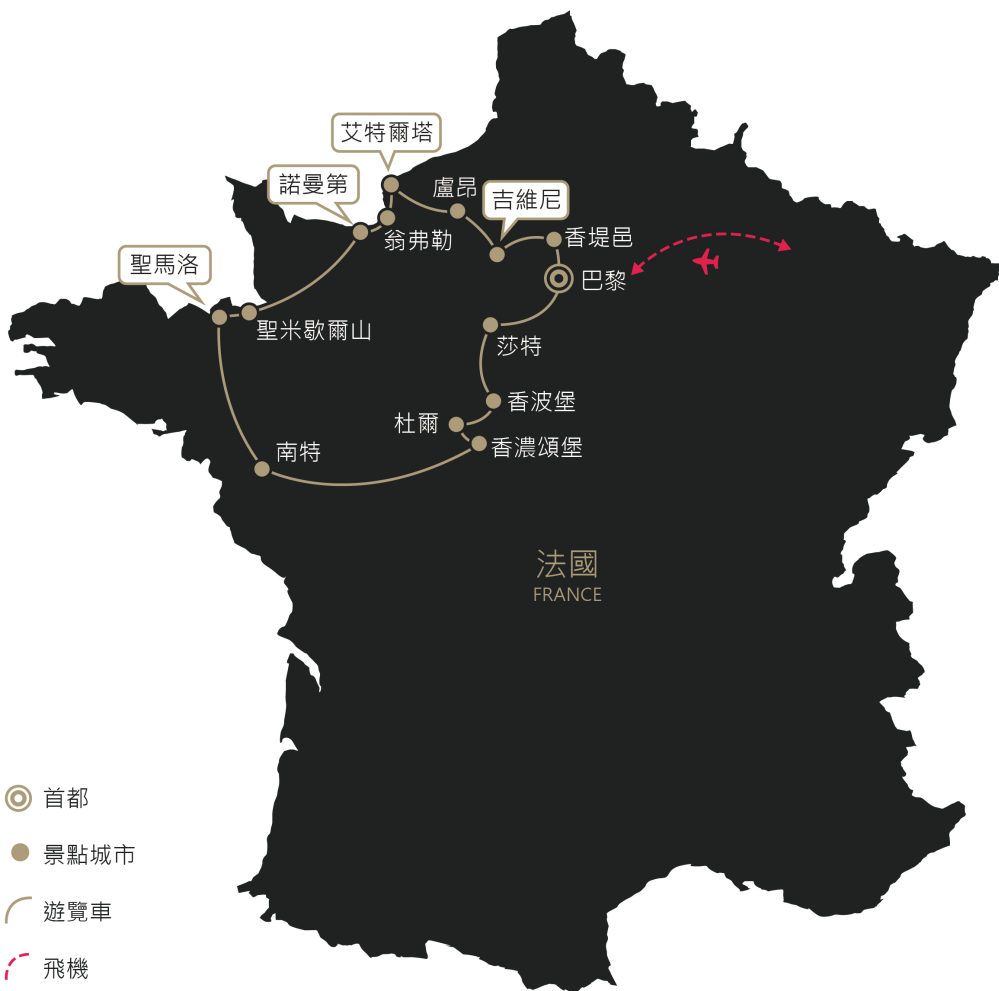 艾特爾塔
諾曼第
盧昂
吉維尼
翁弗勒
香堤邑
聖馬洛
巴黎
聖米歇爾山
莎特
香波堡
杜爾
香濃頌堡
南特
法國
FRANCE
首都
景點城市
遊覽車
飛機